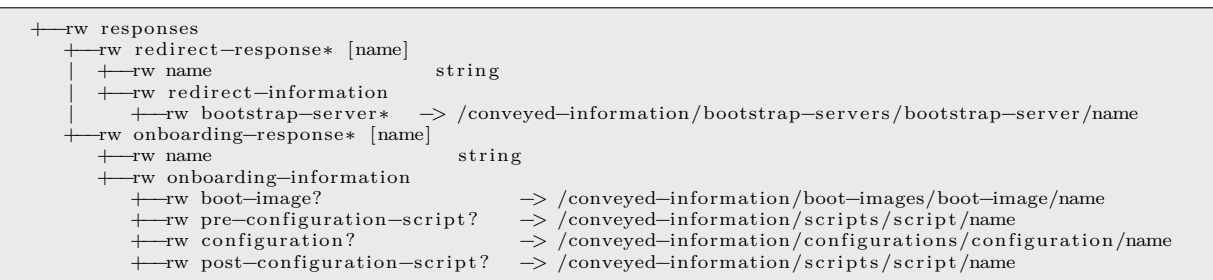 +--rw responses
   +--rw redirect-response* [name]
   |  +--rw name                         string
   |  +--rw redirect-information
   |     +--rw bootstrap-server*   -> /conveyed-information/bootstrap-servers/bootstrap-server/name
   +--rw onboarding-response* [name]
      +--rw name                         string
      +--rw onboarding-information
         +--rw boot-image?                  -> /conveyed-information/boot-images/boot-image/name
         +--rw pre-configuration-script?    -> /conveyed-information/scripts/script/name
         +--rw configuration?               -> /conveyed-information/configurations/configuration/name
         +--rw post-configuration-script?   -> /conveyed-information/scripts/script/name